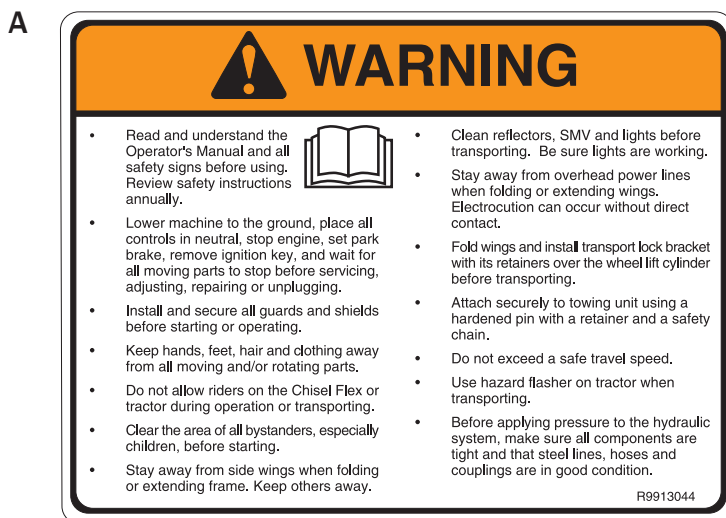 A
WARNING
• Read and understand the
Operator's Manual and all
safety signs before using.
Review safety instructions
annually.
• Lower machine to the ground, place all
controls in neutral, stop engine, set park
brake, remove ignition key, and wait for
all moving parts to stop before servicing,
adjusting, repairing or unplugging.
• Install and secure all guards and shields
before starting or operating.
• Keep hands, feet, hair and clothing away
from all moving and/or rotating parts.
• Do not allow riders on the Chisel Flex or
tractor during operation or transporting.
• Clear the area of all bystanders, especially
children, before starting.
• Stay away from side wings when folding
or extending frame. Keep others away.
• Clean reflectors, SMV and lights before
transporting. Be sure lights are working.
• Stay away from overhead power lines
when folding or extending wings.
Electrocution can occur without direct
contact.
• Fold wings and install transport lock bracket
with its retainers over the wheel lift cylinder
before transporting.
• Attach securely to towing unit using a
hardened pin with a retainer and a safety
chain.
• Do not exceed a safe travel speed.
• Use hazard flasher on tractor when
transporting.
• Before applying pressure to the hydraulic
system, make sure all components are
tight and that steel lines, hoses and
couplings are in good condition.
R9913044